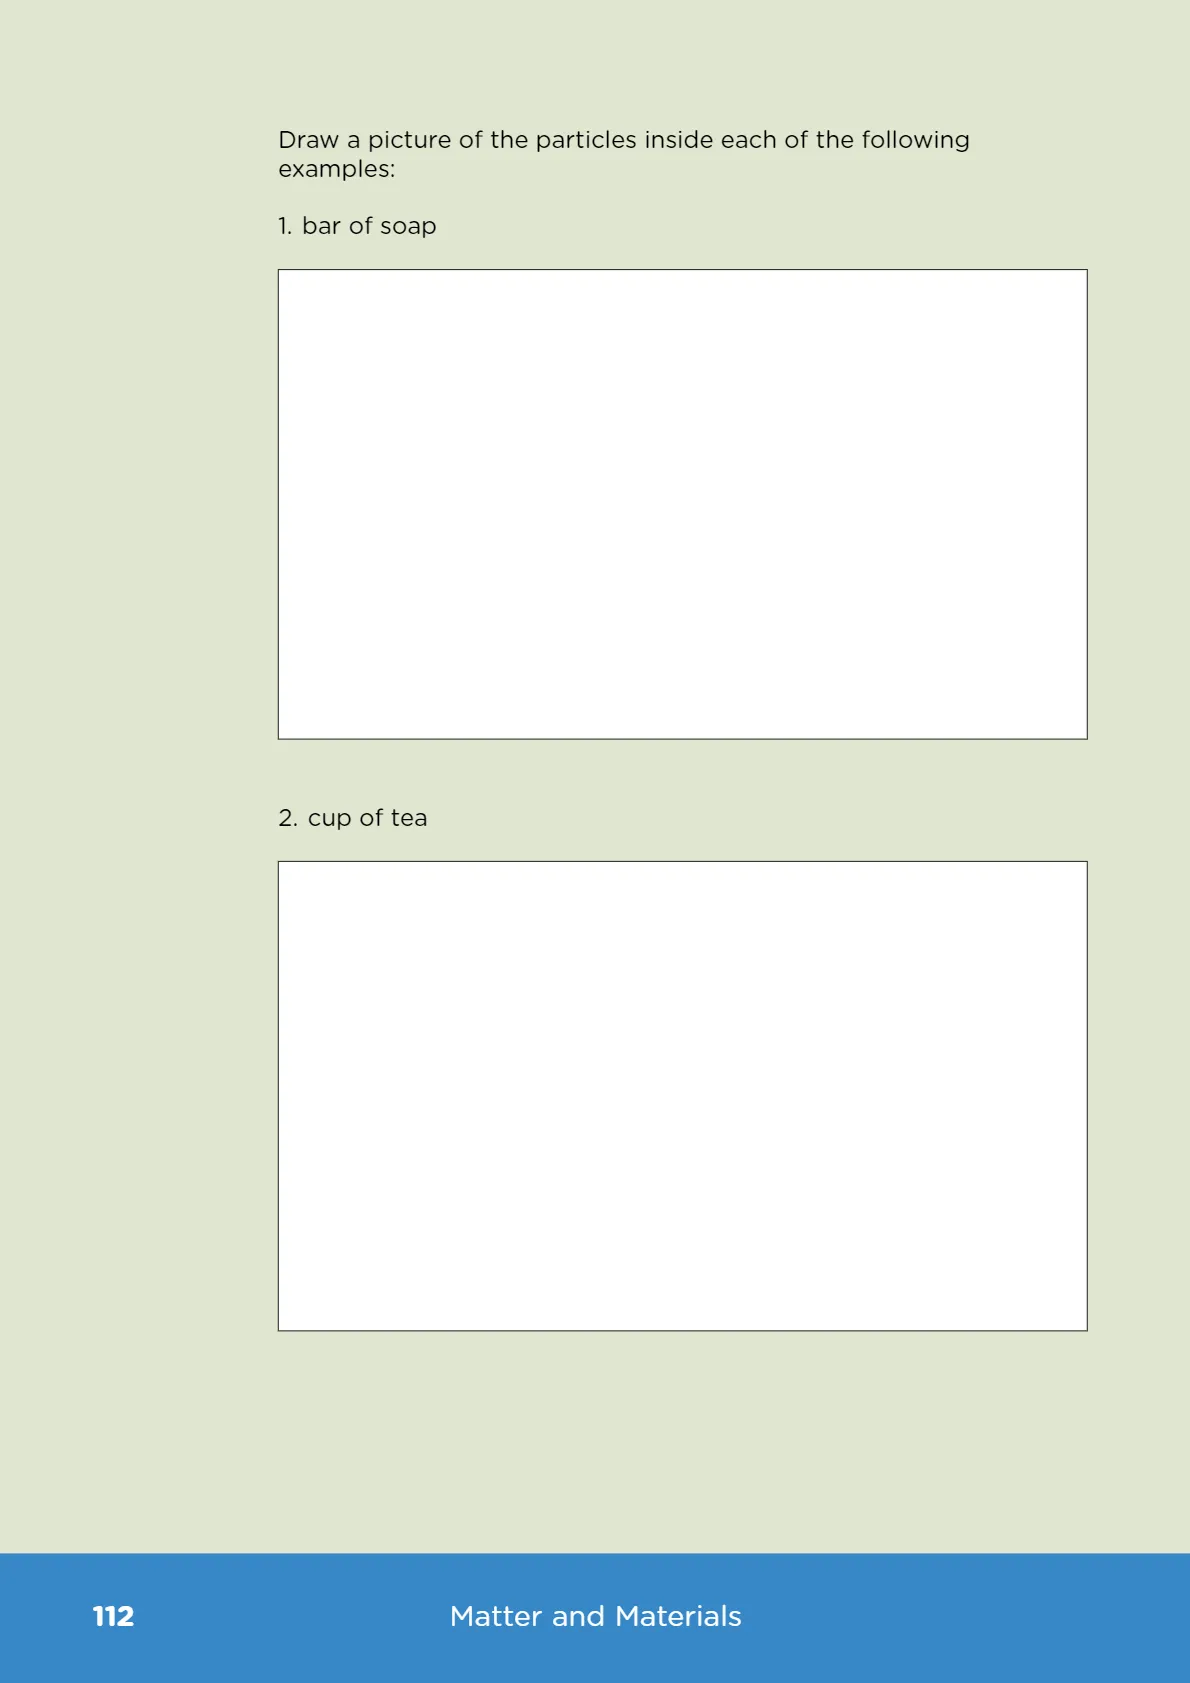 Draw a picture of the particles inside each of the following
examples:
1. bar of soap
2. cup of tea
112
Matter and Materials